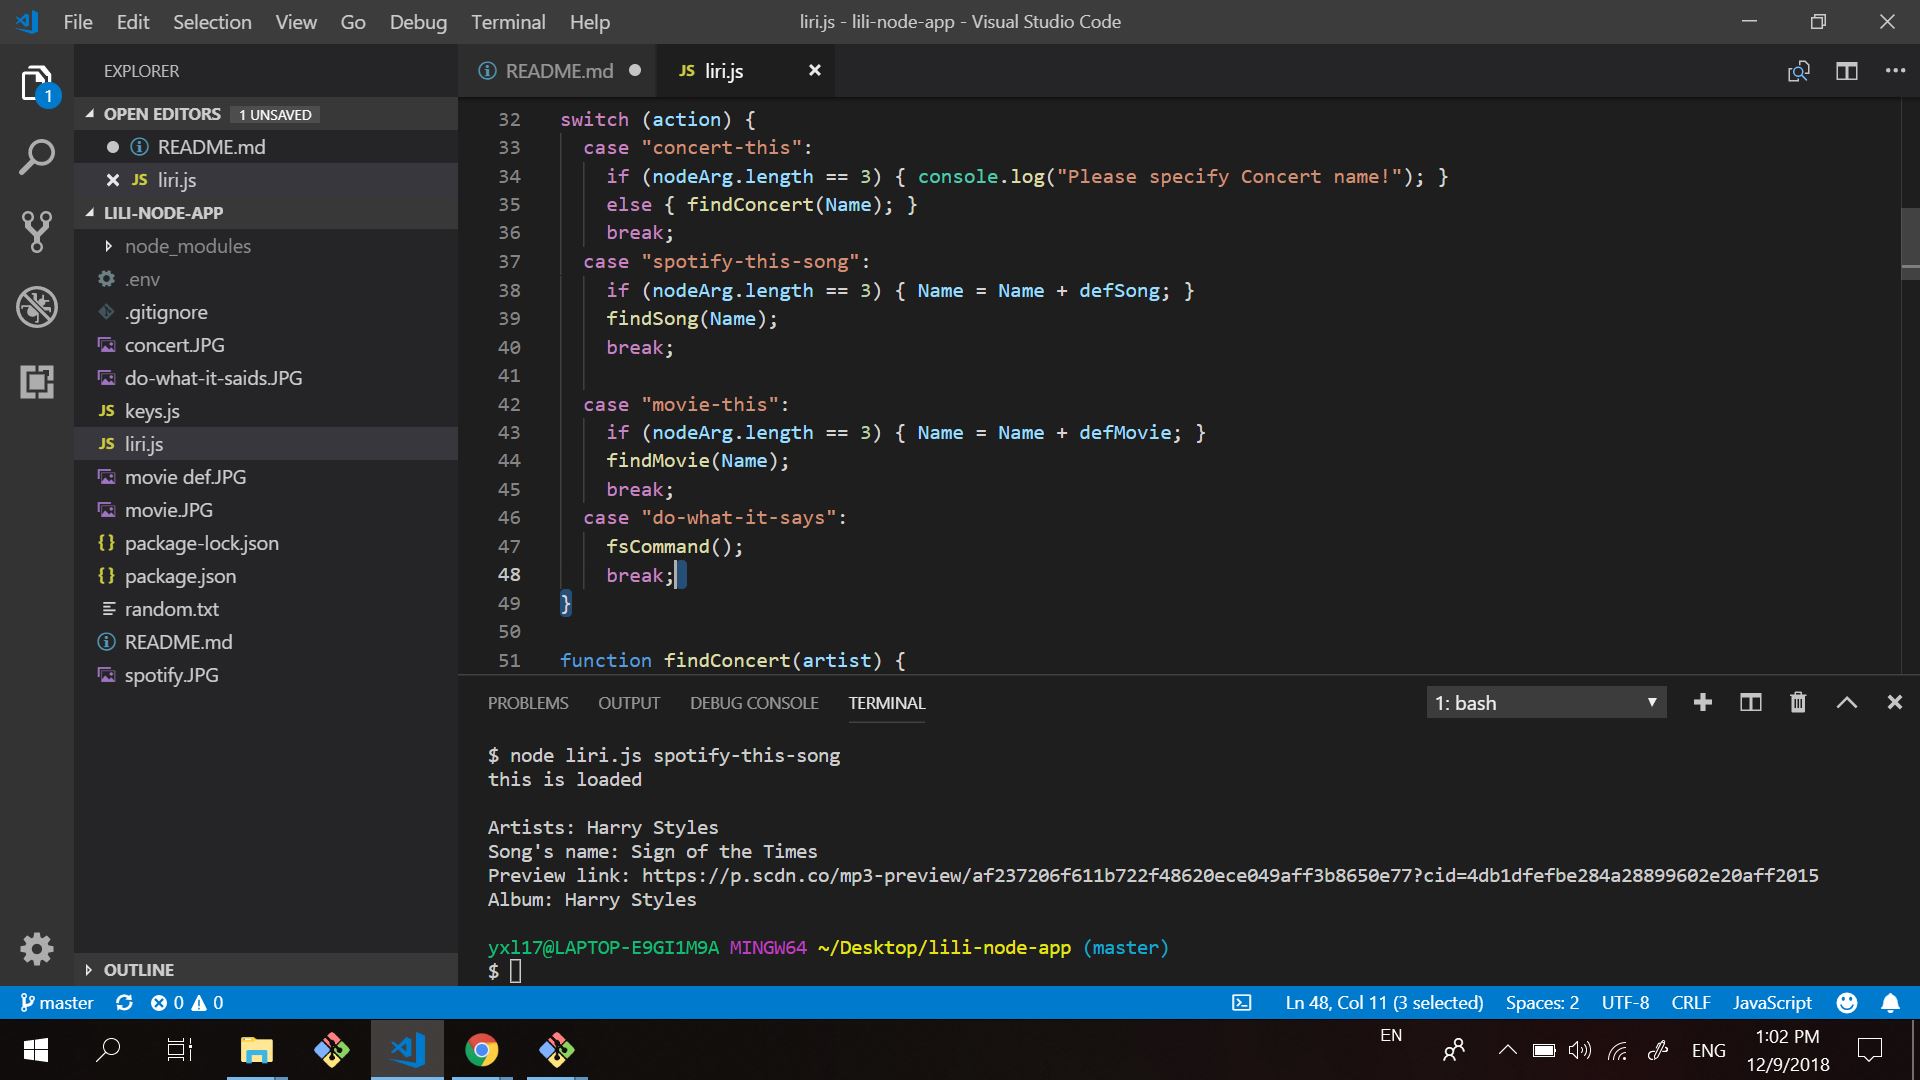 File Edit Selection View Go Debug Terminal Help
liri.js - lili-node-app - Visual Studio Code
EXPLORER
1
OPEN EDITORS 1 UNSAVED
README.md
JS liri.js
LILI-NODE-APP
node_modules
.env
.gitignore
concert.JPG
do-what-it-saids.JPG
JS keys.js
JS liri.js
movie def.JPG
movie.JPG
{} package-lock.json
{} package.json
random.txt
README.md
spotify.JPG
OUTLINE
README.md
JS liri.js
32 switch (action) {
33 case "concert-this":
34 if (nodeArg.length == 3) { console.log("Please specify Concert name!"); }
35 else { findConcert(Name); }
36 break;
37 case "spotify-this-song":
38 if (nodeArg.length == 3) { Name = Name + defSong; }
39 findSong(Name);
40 break;
41
42 case "movie-this":
43 if (nodeArg.length == 3) { Name = Name + defMovie; }
44 findMovie(Name);
45 break;
46 case "do-what-it-says":
47 fsCommand();
48 break;
49 }
50
51 function findConcert(artist) {
PROBLEMS OUTPUT DEBUG CONSOLE TERMINAL
1: bash
$ node liri.js spotify-this-song
this is loaded
Artists: Harry Styles
Song's name: Sign of the Times
Preview link: https://p.scdn.co/mp3-preview/af237206f611b722f48620ece049aff3b8650e77?cid=4db1dfefbe284a28899602e20aff2015
Album: Harry Styles
yxl17@LAPTOP-E9GI1M9A MINGW64 ~/Desktop/lili-node-app (master)
$
master 0 0
Ln 48, Col 11 (3 selected) Spaces: 2 UTF-8 CRLF JavaScript
EN
ENG
1:02 PM
12/9/2018